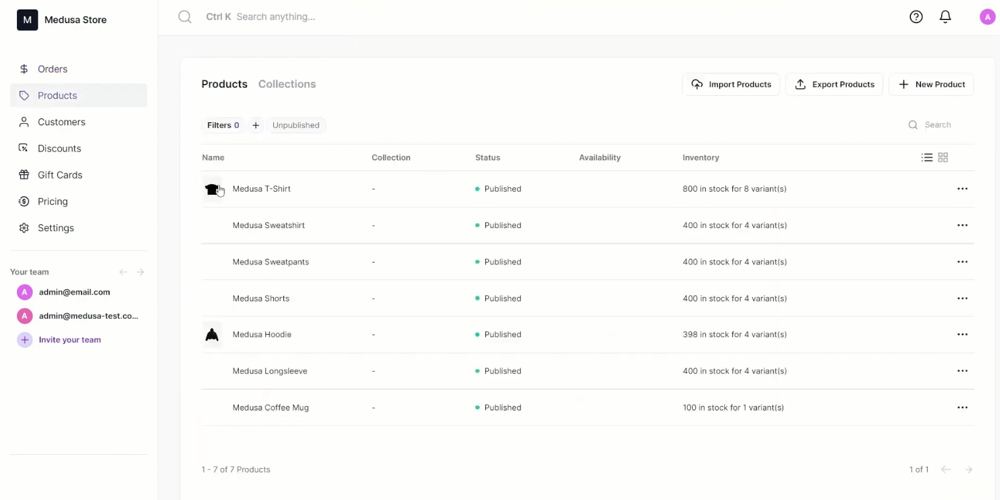 M Medusa Store
Ctrl K Search anything...
A
Orders
Products
Customers
Discounts
Gift Cards
Pricing
Settings
Your team
A admin@email.com
A admin@medusa-test.co...
Invite your team
Products Collections
Import Products Export Products New Product
Filters 0 + Unpublished
Search
Name Collection Status Availability Inventory
Medusa T-Shirt - Published 800 in stock for 8 variant(s)
Medusa Sweatshirt - Published 400 in stock for 4 variant(s)
Medusa Sweatpants - Published 400 in stock for 4 variant(s)
Medusa Shorts - Published 400 in stock for 4 variant(s)
Medusa Hoodie - Published 398 in stock for 4 variant(s)
Medusa Longsleeve - Published 400 in stock for 4 variant(s)
Medusa Coffee Mug - Published 100 in stock for 1 variant(s)
1 - 7 of 7 Products
1 of 1